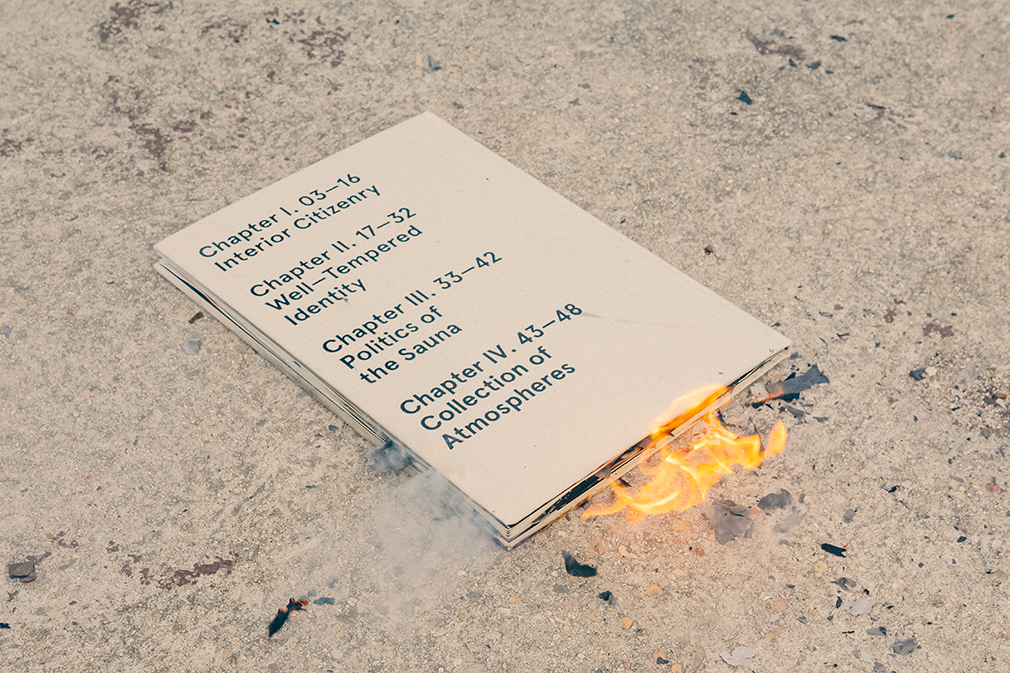 Chapter I. 03—16
Interior Citizenry
Chapter II. 17—32
Well—Tempered
Identity
Chapter III. 33—42
Politics of
the Sauna
Chapter IV. 43—48
Collection of
Atmospheres